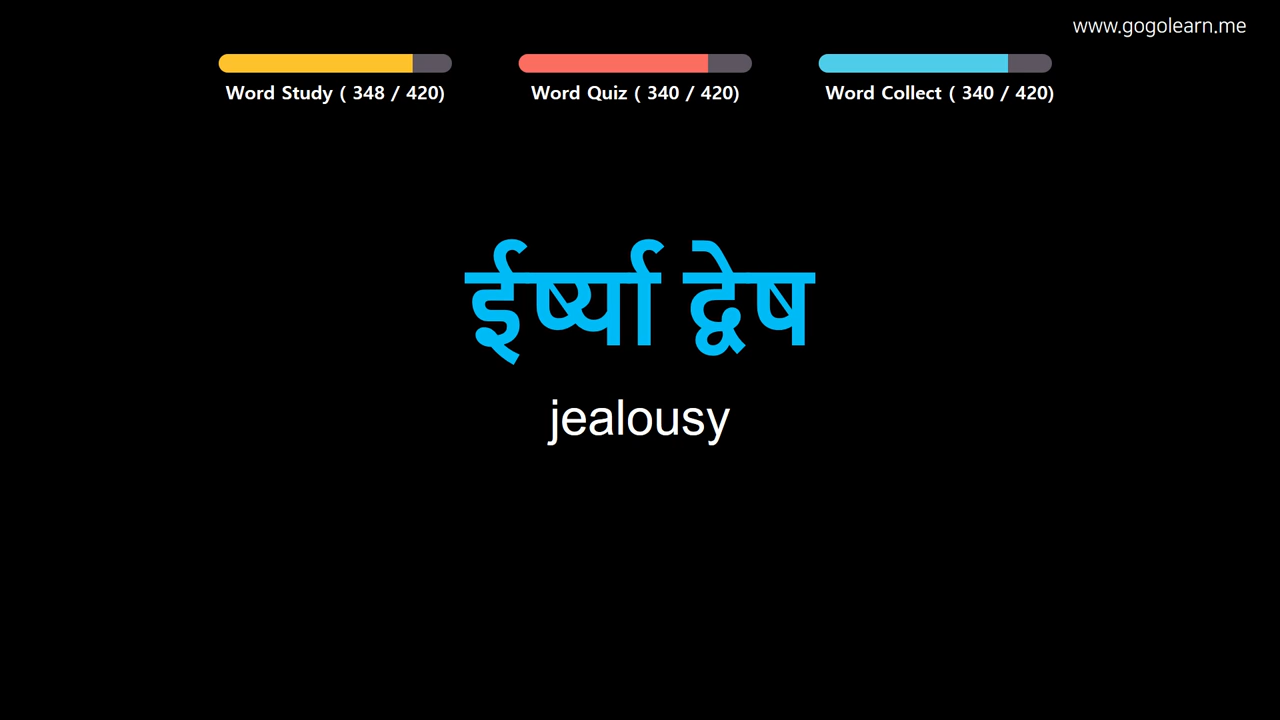 www.gogolearn.me
Word Study ( 348 / 420)
Word Quiz ( 340 / 420)
Word Collect ( 340 / 420)
ईर्ष्या द्वेष
jealousy